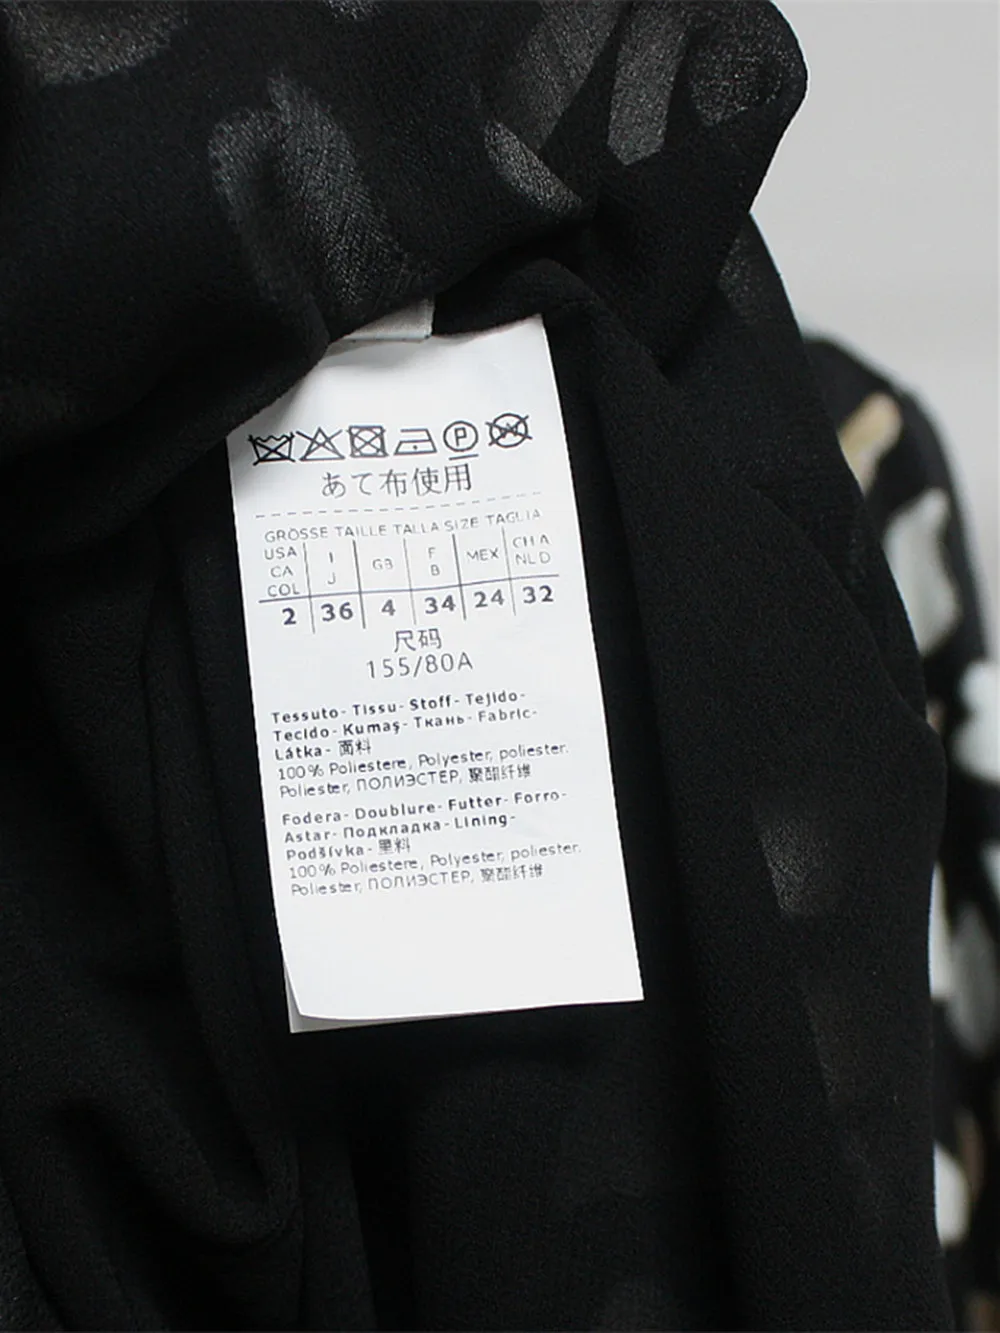 P W
あて布使用
GRÖSSE TAILLE TALLA SIZE TAGLIA
USA CA COL I J GB F B MEX CH A NL D
2 36 4 34 24 32
尺码
155/80A
Tessuto- Tissu- Stoff- Tejido-
Tecido- Kumaş- Ткань- Fabric-
Látka- 面料
100% Poliestere, Polyester, poliester.
Poliester, ПОЛИЭСТЕР, 聚酯纤维
Fodera- Doublure- Futter- Forro-
Astar- Подкладка- Lining-
Podšívka- 里料
100% Poliestere, Polyester, poliester.
Poliester, ПОЛИЭСТЕР, 聚酯纤维